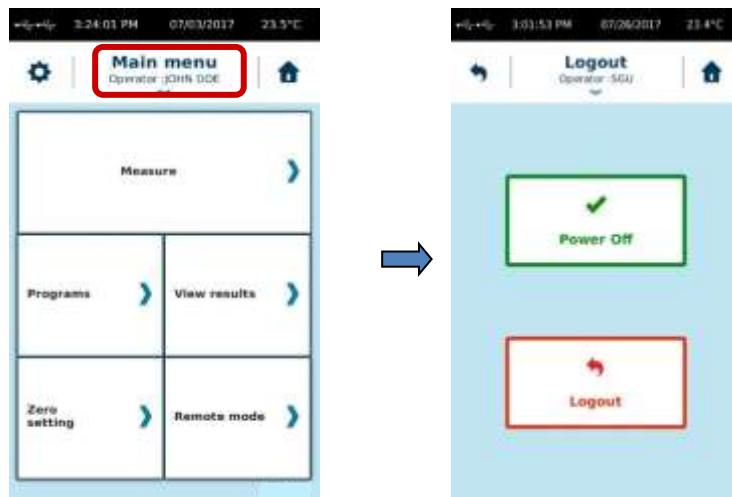 3:24:01 PM 07/03/2017 23.5°C
Main menu
Operator :JOHN DOE
Measure
Programs
View results
Zero
setting
Remote mode
3:01:53 PM 07/26/2017 23.4°C
Logout
Operator :SGU
Power Off
Logout